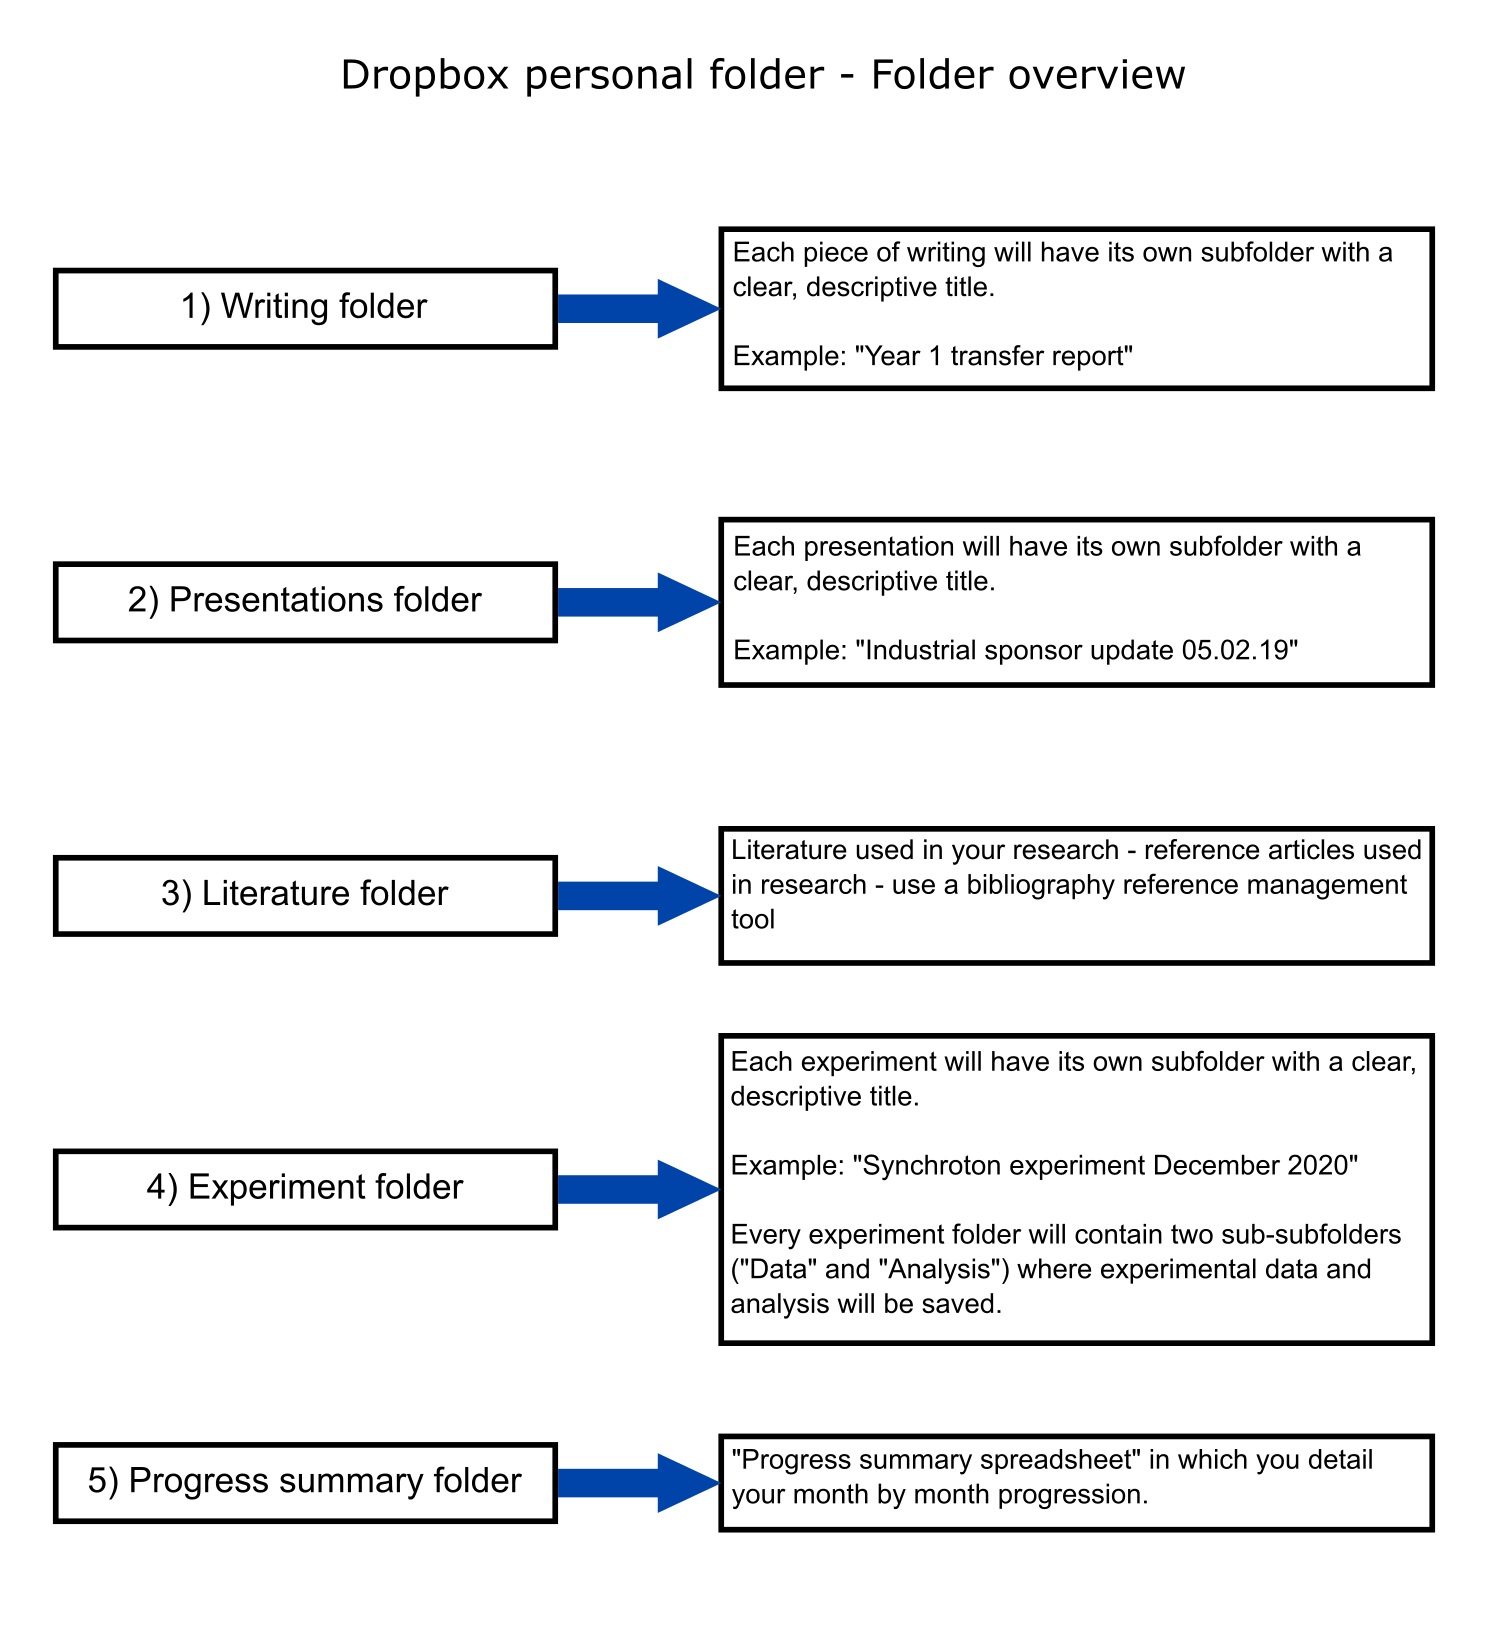 Dropbox personal folder - Folder overview
1) Writing folder
Each piece of writing will have its own subfolder with a
clear, descriptive title.
Example: "Year 1 transfer report"
2) Presentations folder
Each presentation will have its own subfolder with a
clear, descriptive title.
Example: "Industrial sponsor update 05.02.19"
3) Literature folder
Literature used in your research - reference articles used
in research - use a bibliography reference management
tool
4) Experiment folder
Each experiment will have its own subfolder with a clear,
descriptive title.
Example: "Synchroton experiment December 2020"
Every experiment folder will contain two sub-subfolders
("Data" and "Analysis") where experimental data and
analysis will be saved.
5) Progress summary folder
"Progress summary spreadsheet" in which you detail
your month by month progression.